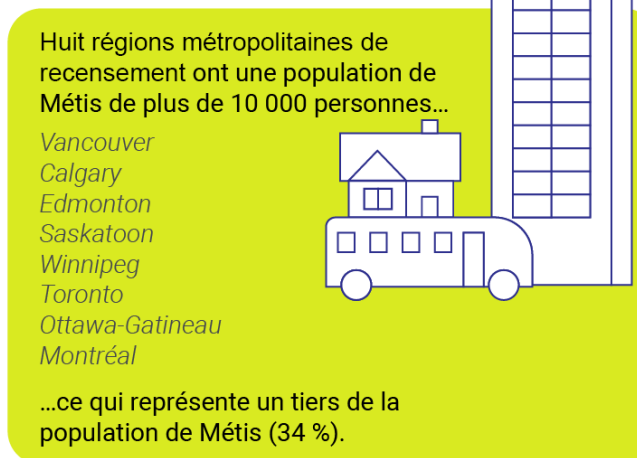 Huit régions métropolitaines de
recensement ont une population de
Métis de plus de 10 000 personnes...
Vancouver
Calgary
Edmonton
Saskatoon
Winnipeg
Toronto
Ottawa-Gatineau
Montréal
...ce qui représente un tiers de la
population de Métis (34 %).